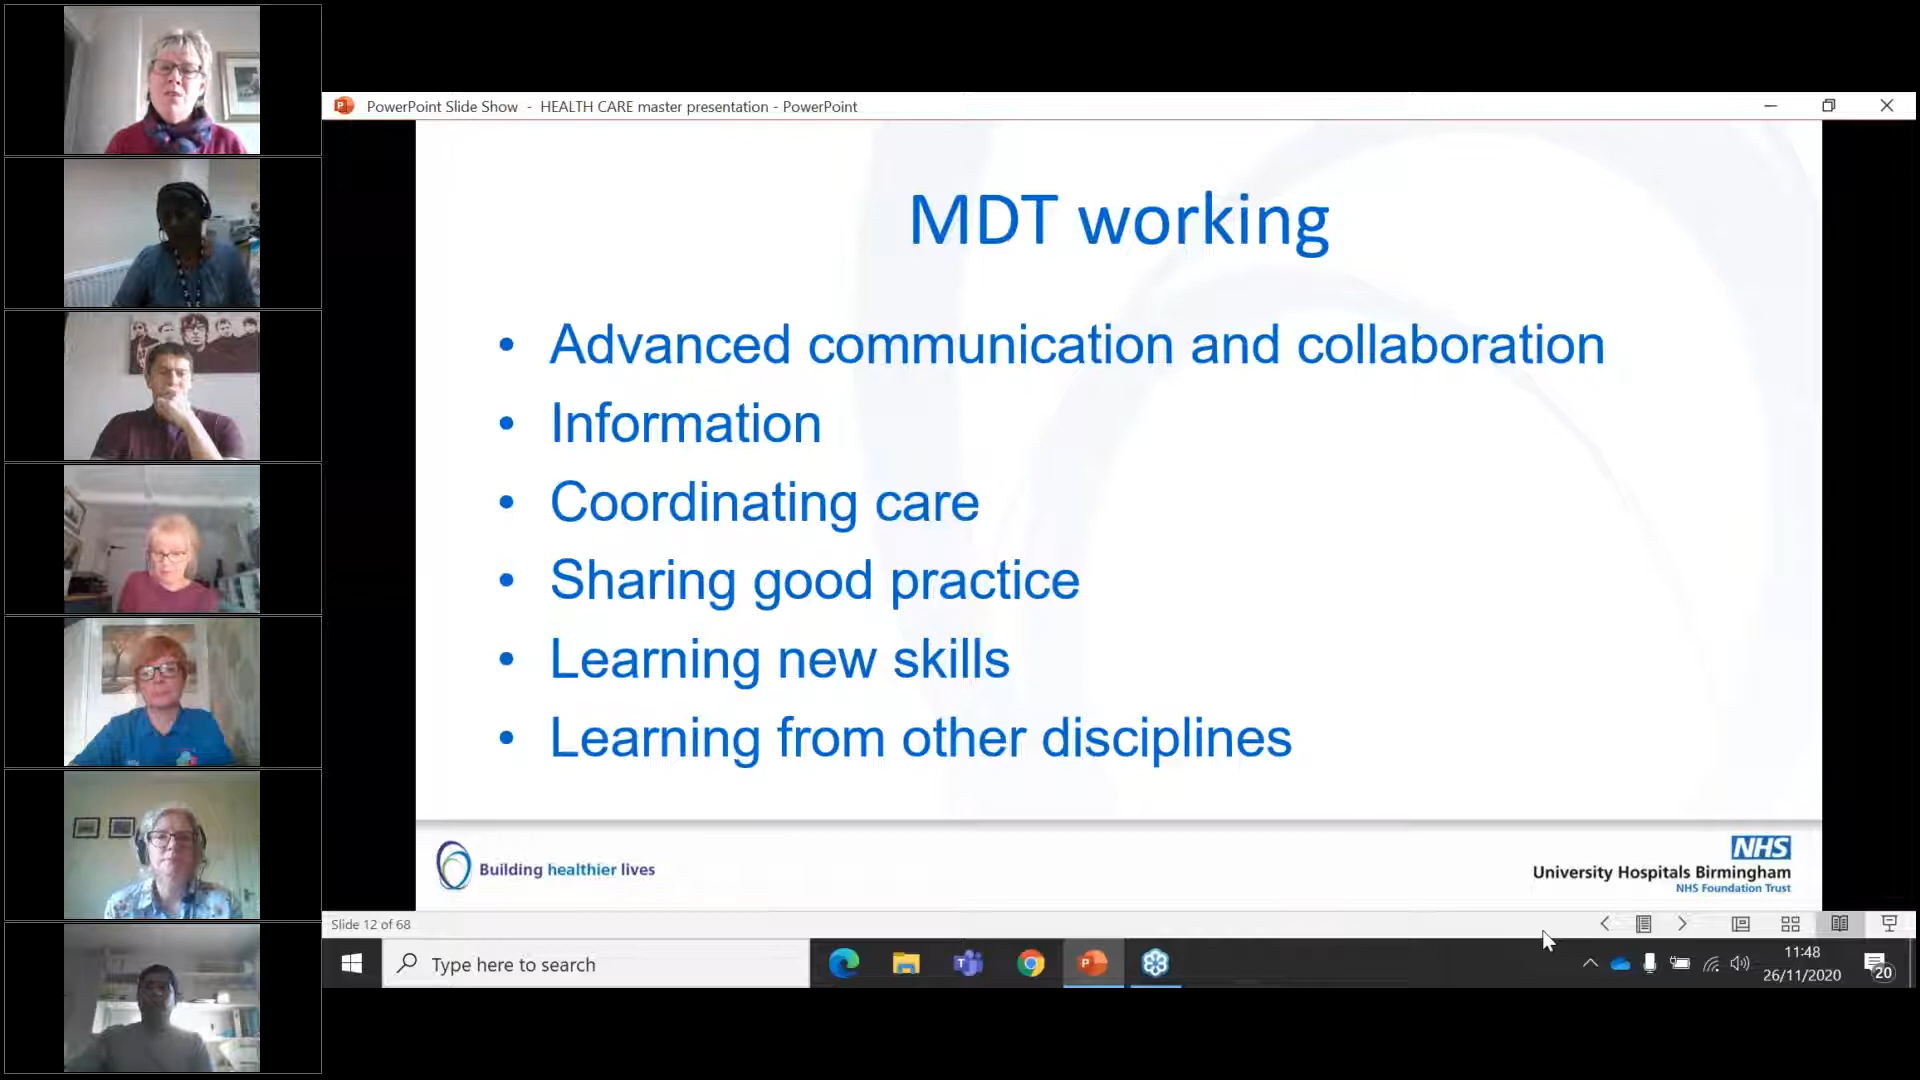 PowerPoint Slide Show - HEALTH CARE master presentation - PowerPoint
MDT working
• Advanced communication and collaboration
• Information
• Coordinating care
• Sharing good practice
• Learning new skills
• Learning from other disciplines
Building healthier lives
NHS
University Hospitals Birmingham
NHS Foundation Trust
Slide 12 of 68
Type here to search
11:48
26/11/2020
20